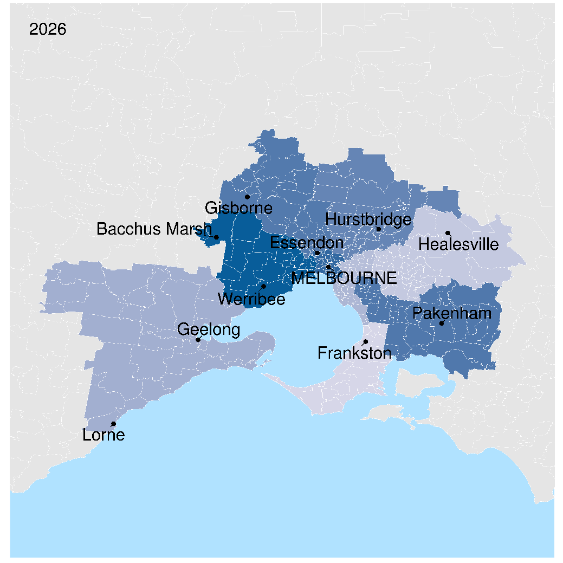 2026
Gisborne
Bacchus Marsh
Hurstbridge
Essendon
Healesville
MELBOURNE
Werribee
Pakenham
Geelong
Frankston
Lorne